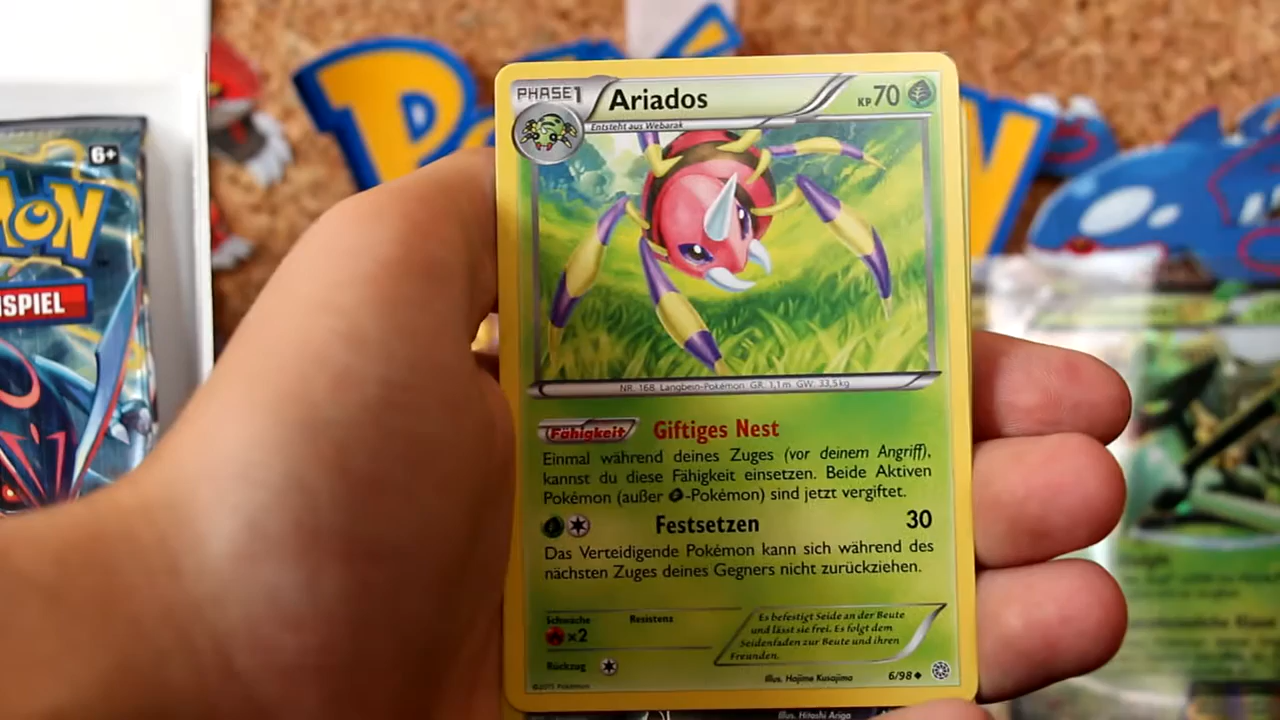 6+
MON
SPIEL
PHASE 1 Ariados KP 70
Entsteht aus Webarak
NR. 168 Langbein-Pokémon GR: 1,1m GW: 33,5kg
Fähigkeit Giftiges Nest
Einmal während deines Zuges (vor deinem Angriff),
kannst du diese Fähigkeit einsetzen. Beide Aktiven
Pokémon (außer -Pokémon) sind jetzt vergiftet.
Festsetzen 30
Das Verteidigende Pokémon kann sich während des
nächsten Zuges deines Gegners nicht zurückziehen.
Schwäche Resistenz
x2
Rückzug
Es befestigt Seide an der Beute
und lässt sie frei. Es folgt dem
Seidenfaden zur Beute und ihren
Freunden.
Illus. Hajime Kusajima
6/98
©2015 Pokémon
Illus. Hitoshi Ariga